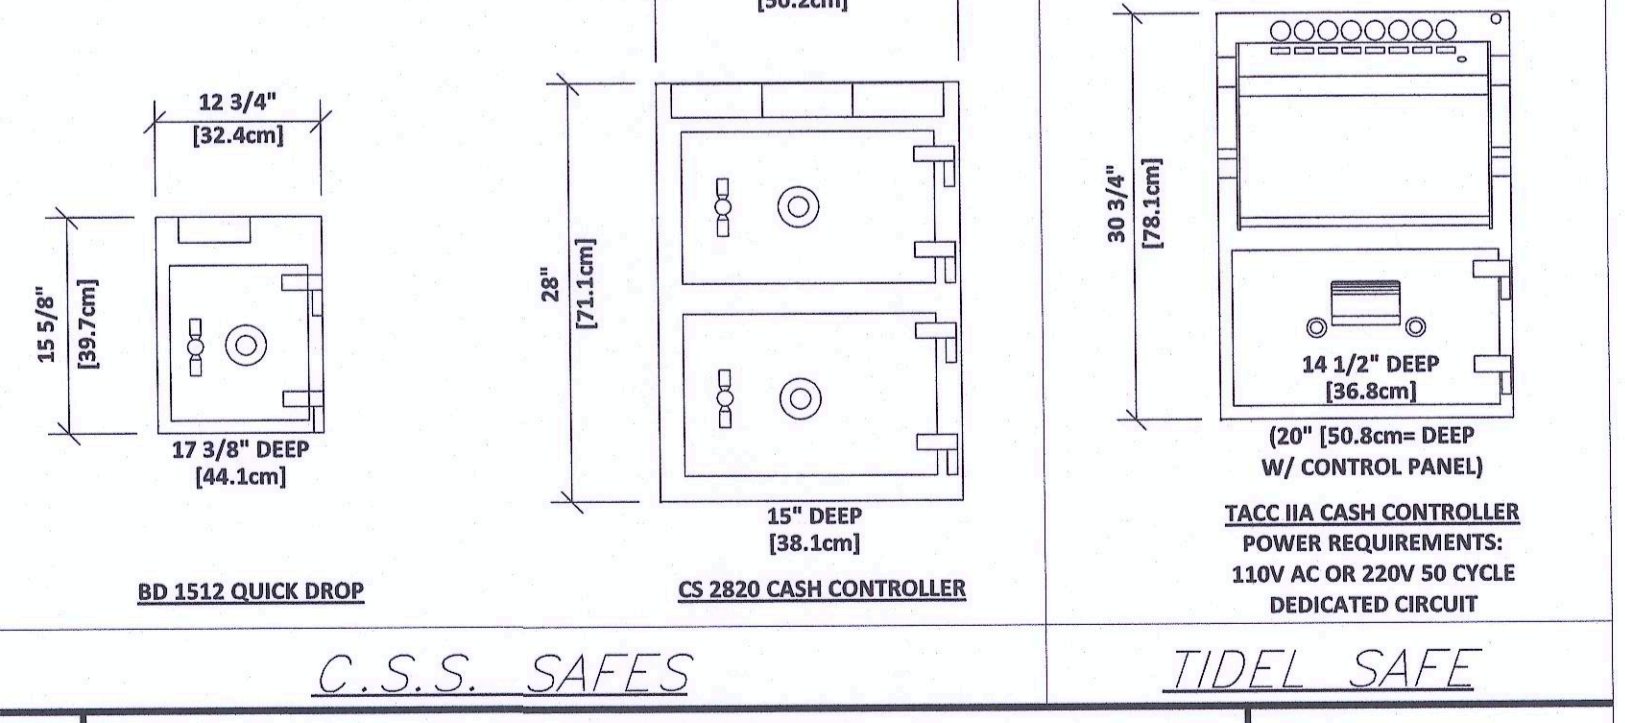 12 3/4"
[32.4cm]
15 5/8"
[39.7cm]
17 3/8" DEEP
[44.1cm]
BD 1512 QUICK DROP
28"
[71.1cm]
15" DEEP
[38.1cm]
CS 2820 CASH CONTROLLER
30 3/4"
[78.1cm]
14 1/2" DEEP
[36.8cm]
(20" [50.8cm= DEEP
W/ CONTROL PANEL)
TACC IIA CASH CONTROLLER
POWER REQUIREMENTS:
110V AC OR 220V 50 CYCLE
DEDICATED CIRCUIT
C.S.S. SAFES
TIDEL SAFE